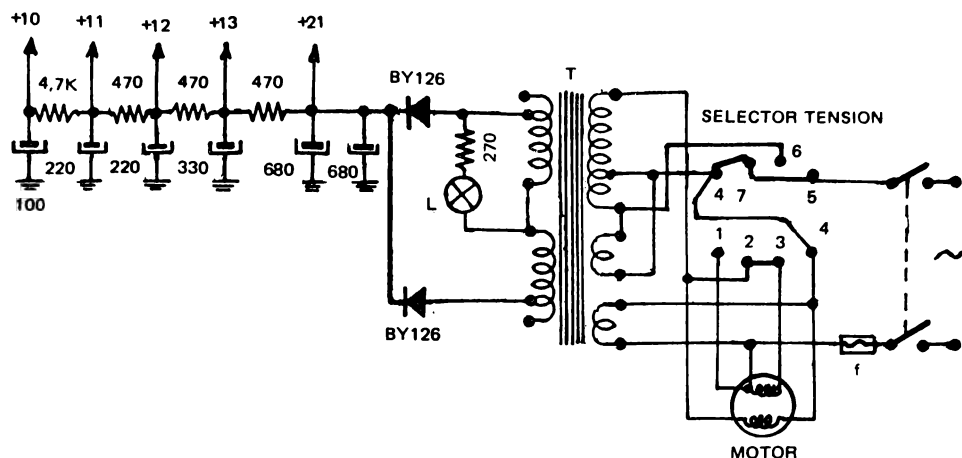 +10 +11 +12 +13 +21
4,7K 470 470 470
BY126
T
SELECTOR TENSION
270
6
220 220 330 680 680
100
L
4 7 5
1 2 3 4
BY126
f
MOTOR